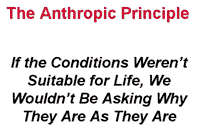 The Anthropic Principle
If the Conditions Weren't
Suitable for Life, We
Wouldn't Be Asking Why
They Are As They Are